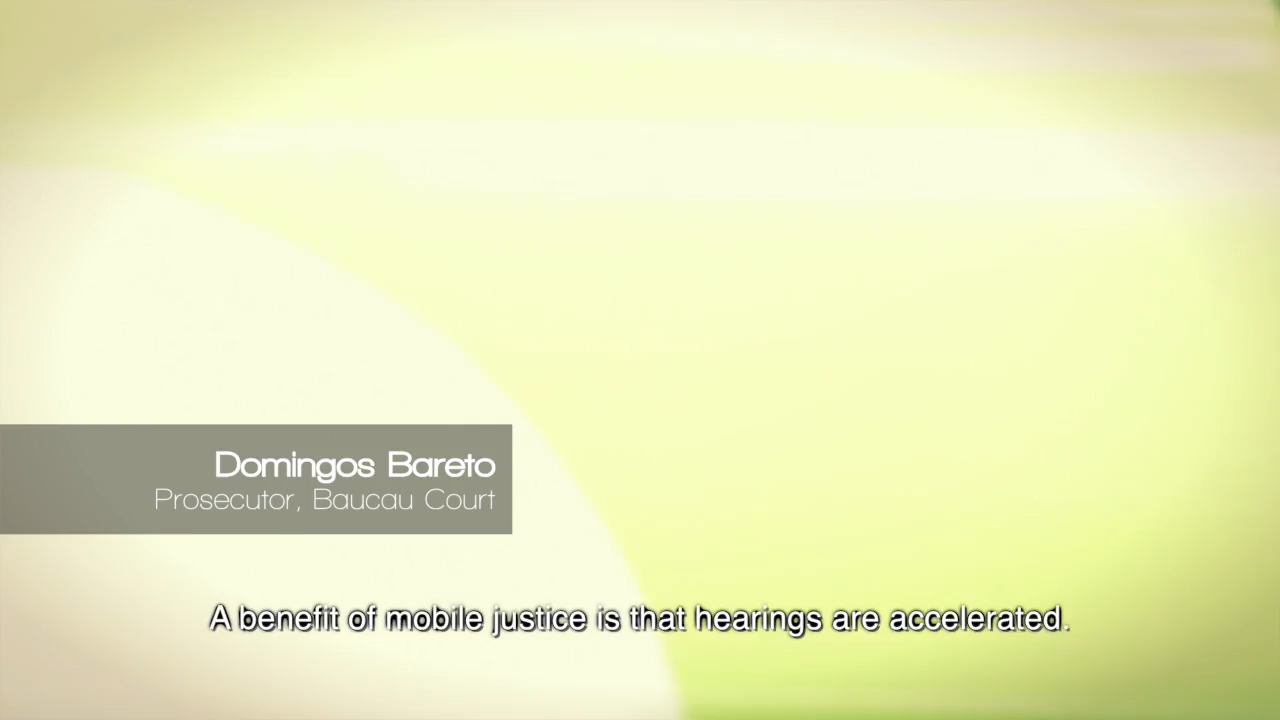 Domingos Bareto
Prosecutor, Baucau Court
A benefit of mobile justice is that hearings are accelerated.